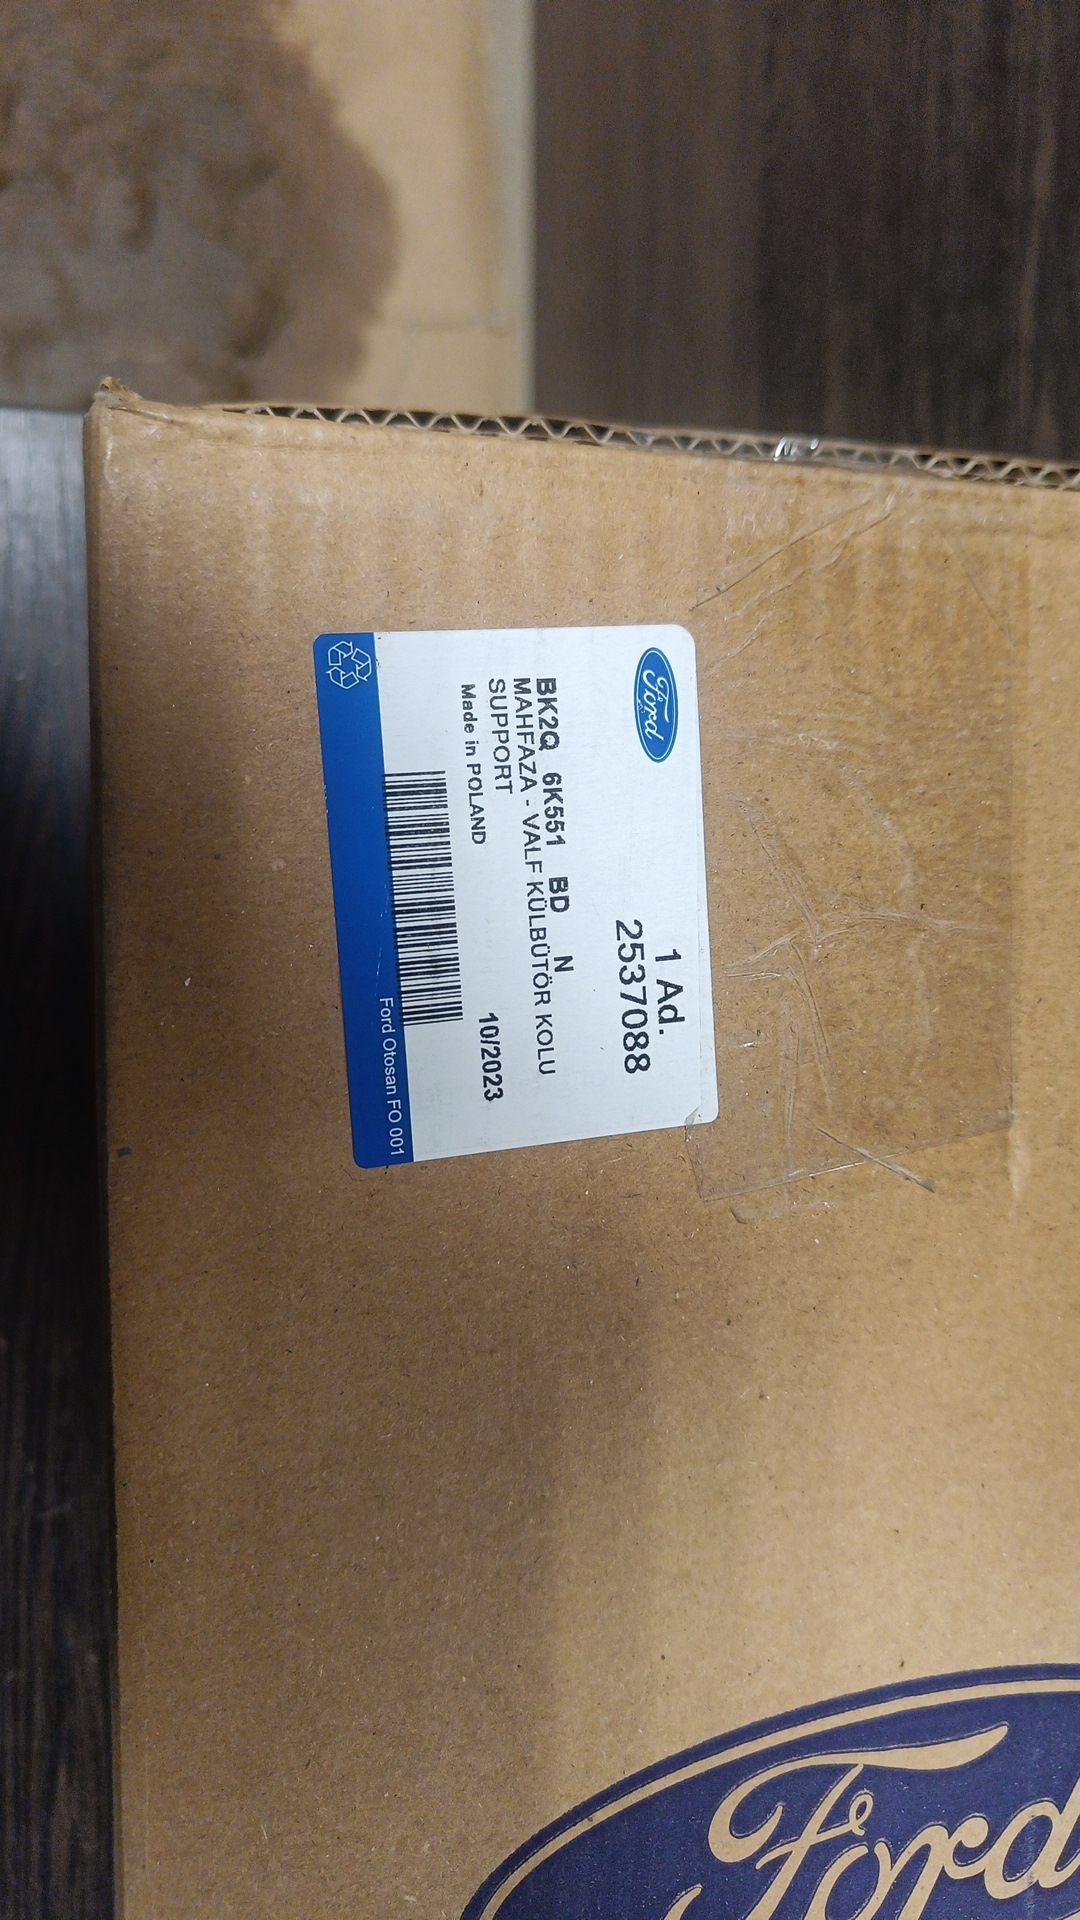 Ford
1 Ad.
2537088
BK2Q 6K551 BD N
MAHFAZA - VALF KÜLBÜTÖR KOLU
SUPPORT
Made in POLAND
10/2023
Ford Otosan FO 001
Ford